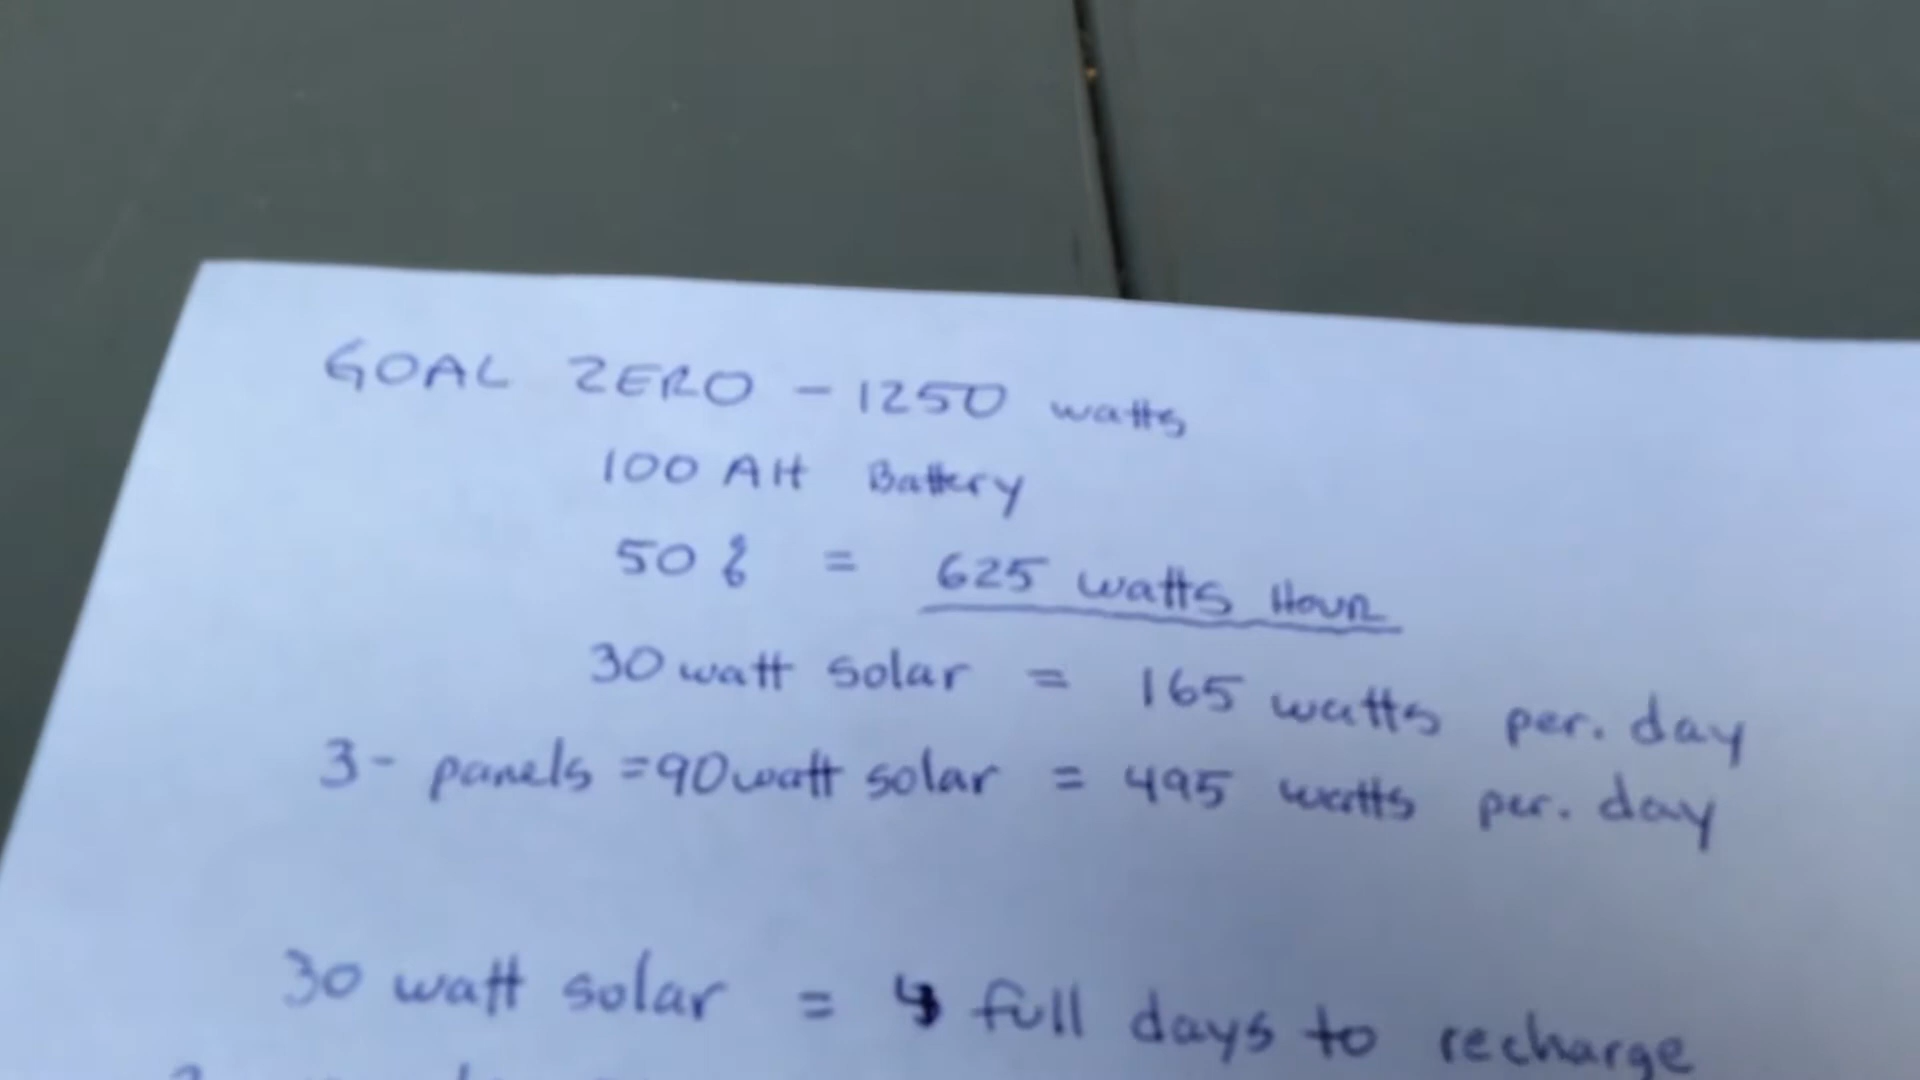 GOAL ZERO - 1250 watts
100 AH Battery
50 % = 625 watts Hour
30 watt solar = 165 watts per. day
3- panels = 90 watt solar = 495 watts per. day
30 watt solar = 4 full days to recharge